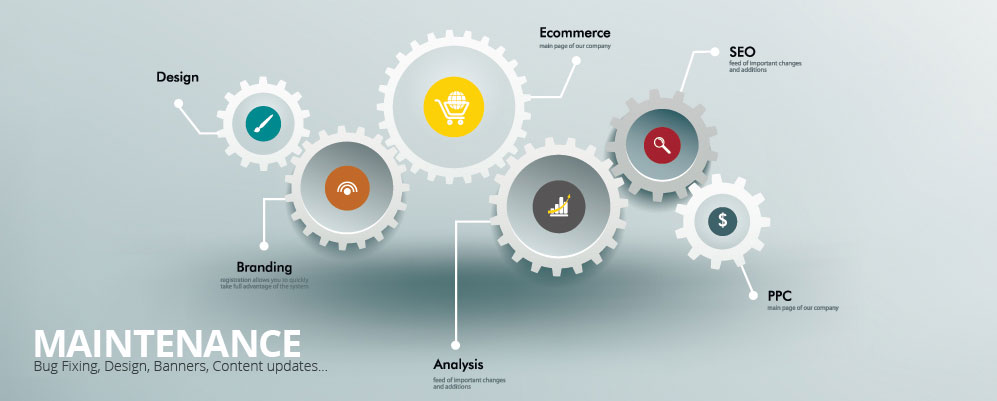 Design
Ecommerce
main page of our company
SEO
feed of important changes
and additions
Branding
registration allows you to quickly
take full advantage of the system
$
PPC
main page of our company
Analysis
feed of important changes
and additions
MAINTENANCE
Bug Fixing, Design, Banners, Content updates...